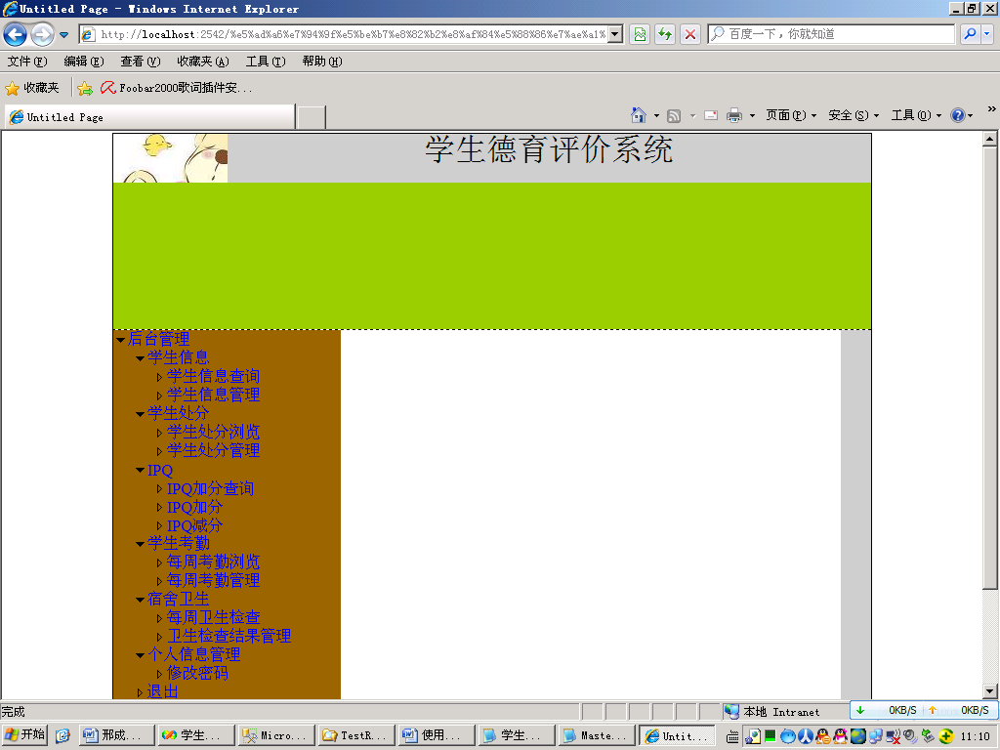 Untitled Page - Windows Internet Explorer
http://localhost:2542/%e5%ad%a6%e7%94%9f%e5%be%b7%e8%82%b2%e8%af%84%e5%88%86%e7%ae%a1%
百度一下，你就知道
文件(F) 编辑(E) 查看(V) 收藏夹(A) 工具(T) 帮助(H)
收藏夹 Foobar2000歌词插件安...
Untitled Page
页面(P) 安全(S) 工具(O)
学生德育评价系统
后台管理
学生信息
学生信息查询
学生信息管理
学生处分
学生处分浏览
学生处分管理
IPQ
IPQ加分查询
IPQ加分
IPQ减分
学生考勤
每周考勤浏览
每周考勤管理
宿舍卫生
每周卫生检查
卫生检查结果管理
个人信息管理
修改密码
退出
完成 本地 Intranet 0KB/S 0KB/S
开始 邢成... 学生... Micro... TestR... 使用... 学生... Maste... Untit... 11:10